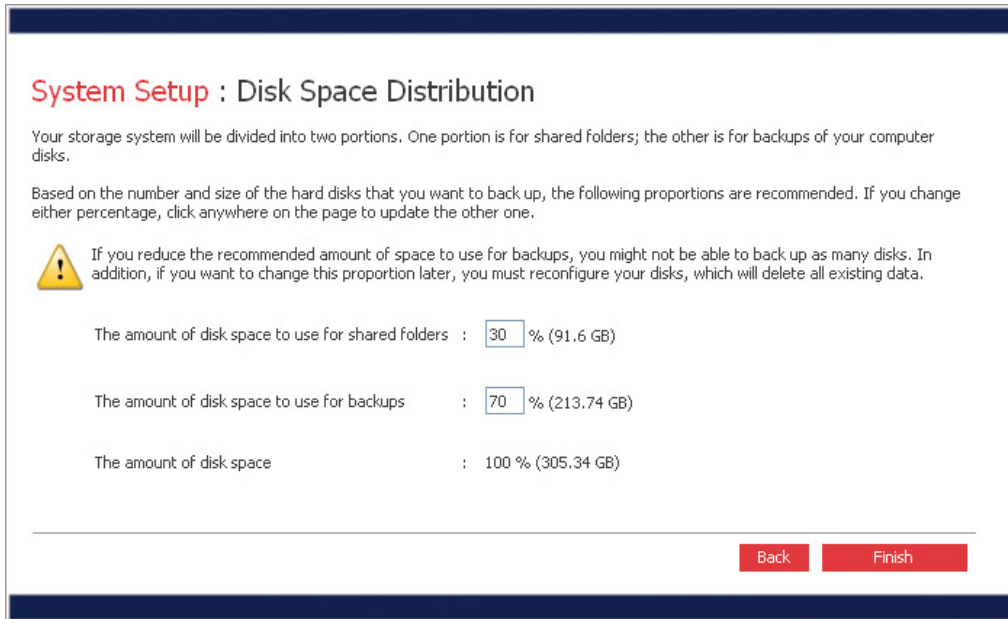 System Setup : Disk Space Distribution
Your storage system will be divided into two portions. One portion is for shared folders; the other is for backups of your computer
disks.
Based on the number and size of the hard disks that you want to back up, the following proportions are recommended. If you change
either percentage, click anywhere on the page to update the other one.
If you reduce the recommended amount of space to use for backups, you might not be able to back up as many disks. In
addition, if you want to change this proportion later, you must reconfigure your disks, which will delete all existing data.
The amount of disk space to use for shared folders : 30 % (91.6 GB)
The amount of disk space to use for backups : 70 % (213.74 GB)
The amount of disk space : 100 % (305.34 GB)
Back Finish